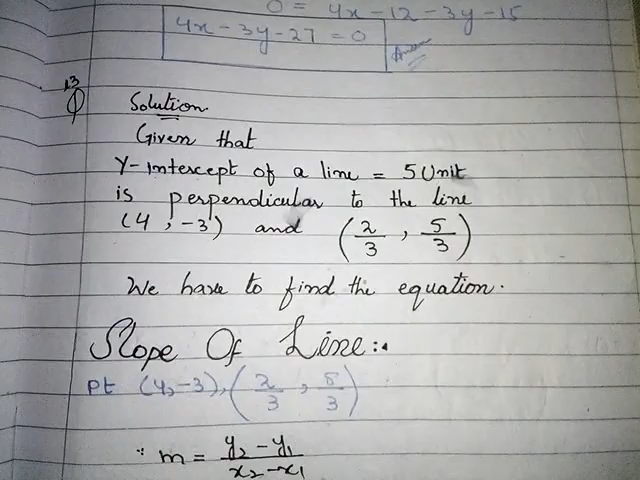 0 = 4x - 12 - 3y - 15
4x - 3y - 27 = 0
Answer
Q 13
Solution
Given that
Y-intercept of a line = 5 Unit
is perpendicular to the line
(4, -3) and (2/3, 5/3)
We have to find the equation.
Slope Of Line:.
pt (4, -3), (2/3, 5/3)
∵ m = y₂ - y₁ / x₂ - x₁